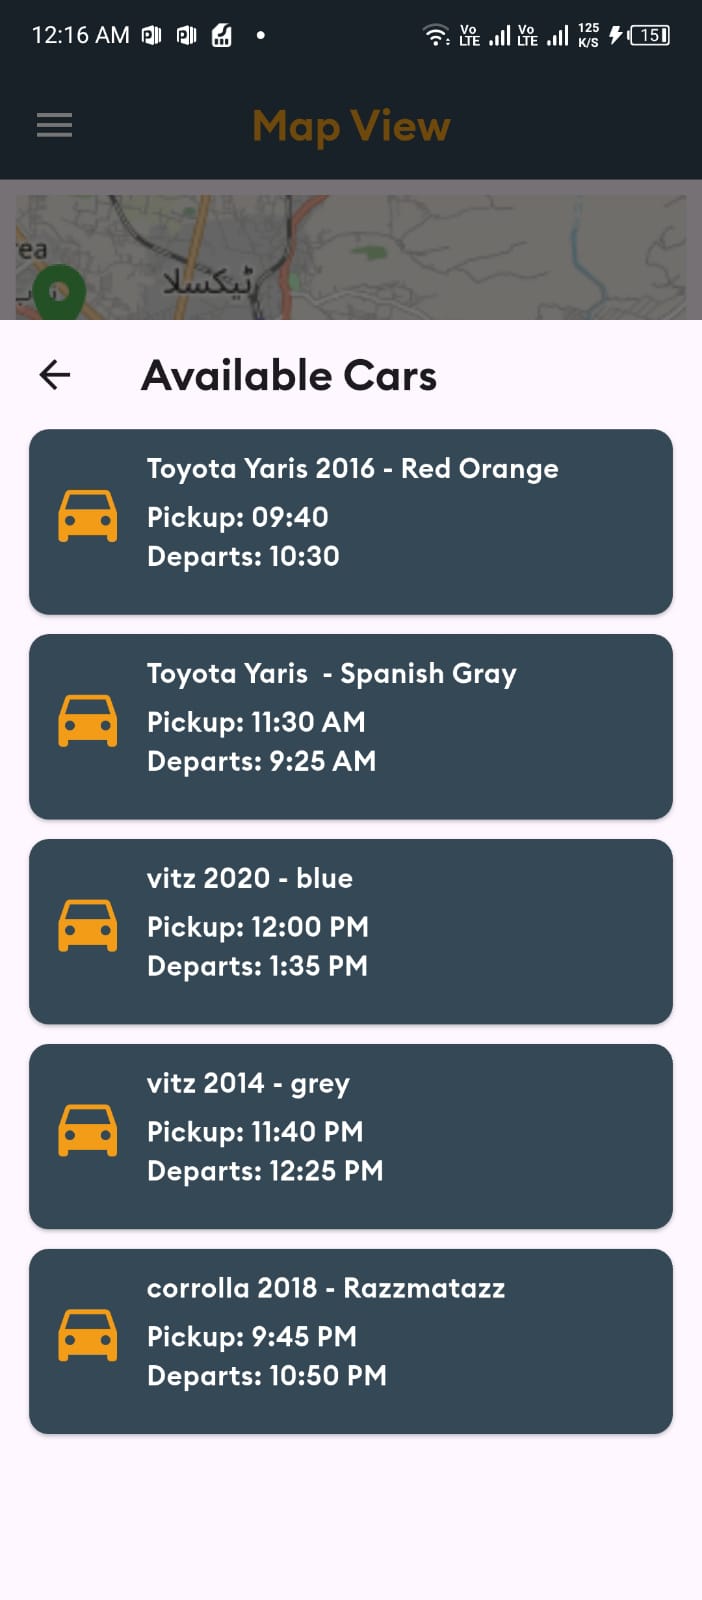 12:16 AM
Vo LTE Vo LTE 125 K/S 15
Map View
rea
ٹیکسلا
Available Cars
Toyota Yaris 2016 - Red Orange
Pickup: 09:40
Departs: 10:30
Toyota Yaris  - Spanish Gray
Pickup: 11:30 AM
Departs: 9:25 AM
vitz 2020 - blue
Pickup: 12:00 PM
Departs: 1:35 PM
vitz 2014 - grey
Pickup: 11:40 PM
Departs: 12:25 PM
corrolla 2018 - Razzmatazz
Pickup: 9:45 PM
Departs: 10:50 PM